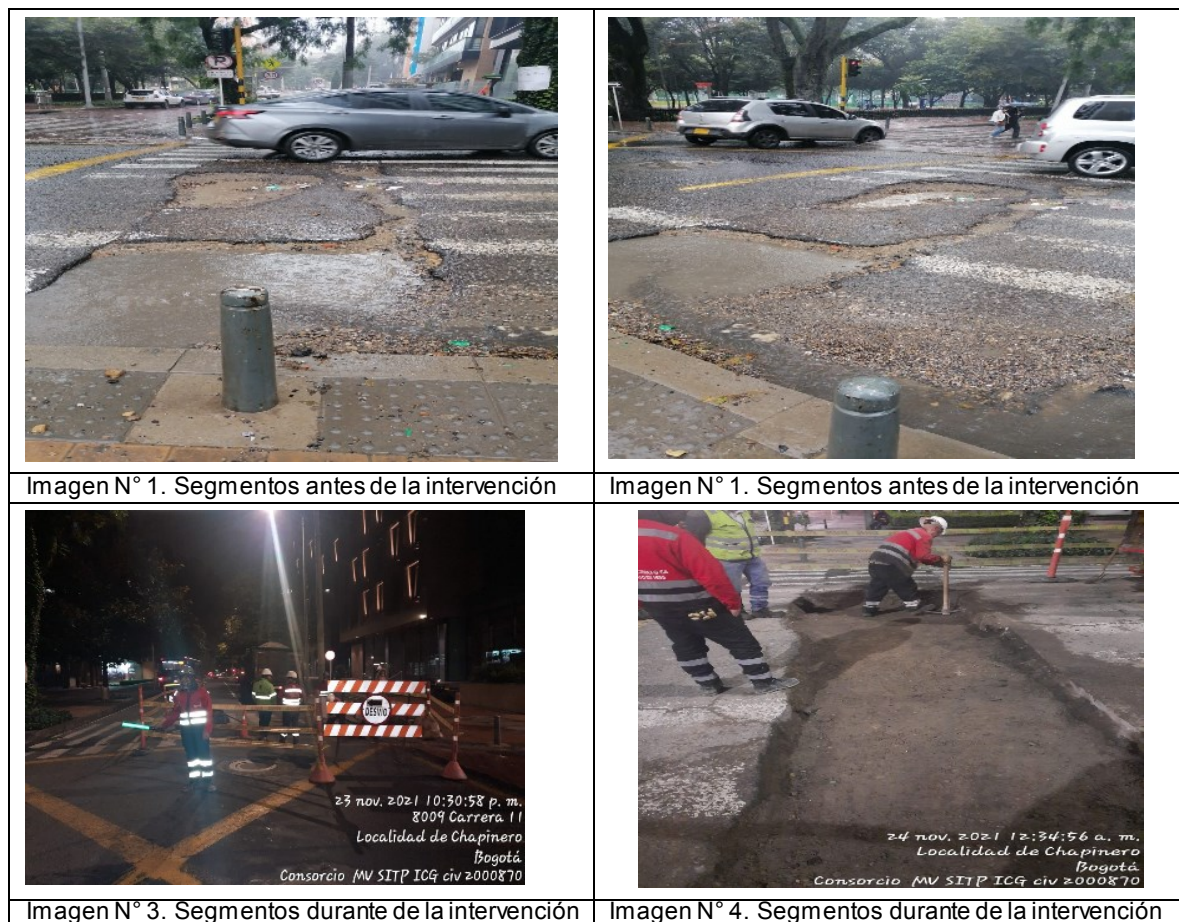 Imagen N° 1. Segmentos antes de la intervención
Imagen N° 1. Segmentos antes de la intervención
DESVIO
23 nov. 2021 10:30:58 p. m.
8009 Carrera 11
Localidad de Chapinero
Bogotá
Consorcio MV SITP ICG civ 2000870
24 nov. 2021 12:34:56 a. m.
Localidad de Chapinero
Bogotá
Consorcio MV SITP ICG civ 2000870
Imagen N° 3. Segmentos durante de la intervención
Imagen N° 4. Segmentos durante de la intervención